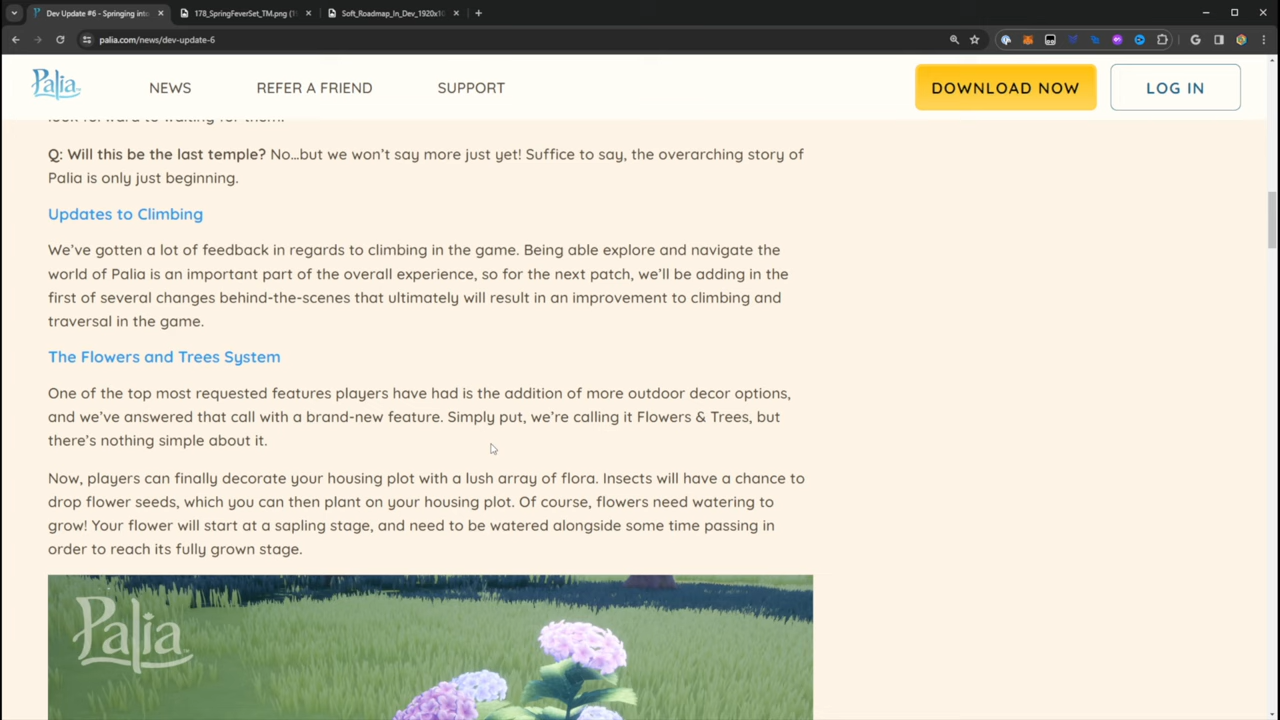 Dev Update #6 - Springing into
178_SpringFeverSet_TM.png (1
Soft_Roadmap_In_Dev_1920x10
palia.com/news/dev-update-6
Palia
NEWS
REFER A FRIEND
SUPPORT
DOWNLOAD NOW
LOG IN
look forward to waiting for them!
Q: Will this be the last temple? No…but we won’t say more just yet! Suffice to say, the overarching story of
Palia is only just beginning.
Updates to Climbing
We’ve gotten a lot of feedback in regards to climbing in the game. Being able explore and navigate the
world of Palia is an important part of the overall experience, so for the next patch, we’ll be adding in the
first of several changes behind-the-scenes that ultimately will result in an improvement to climbing and
traversal in the game.
The Flowers and Trees System
One of the top most requested features players have had is the addition of more outdoor decor options,
and we’ve answered that call with a brand-new feature. Simply put, we’re calling it Flowers & Trees, but
there’s nothing simple about it.
Now, players can finally decorate your housing plot with a lush array of flora. Insects will have a chance to
drop flower seeds, which you can then plant on your housing plot. Of course, flowers need watering to
grow! Your flower will start at a sapling stage, and need to be watered alongside some time passing in
order to reach its fully grown stage.
Palia